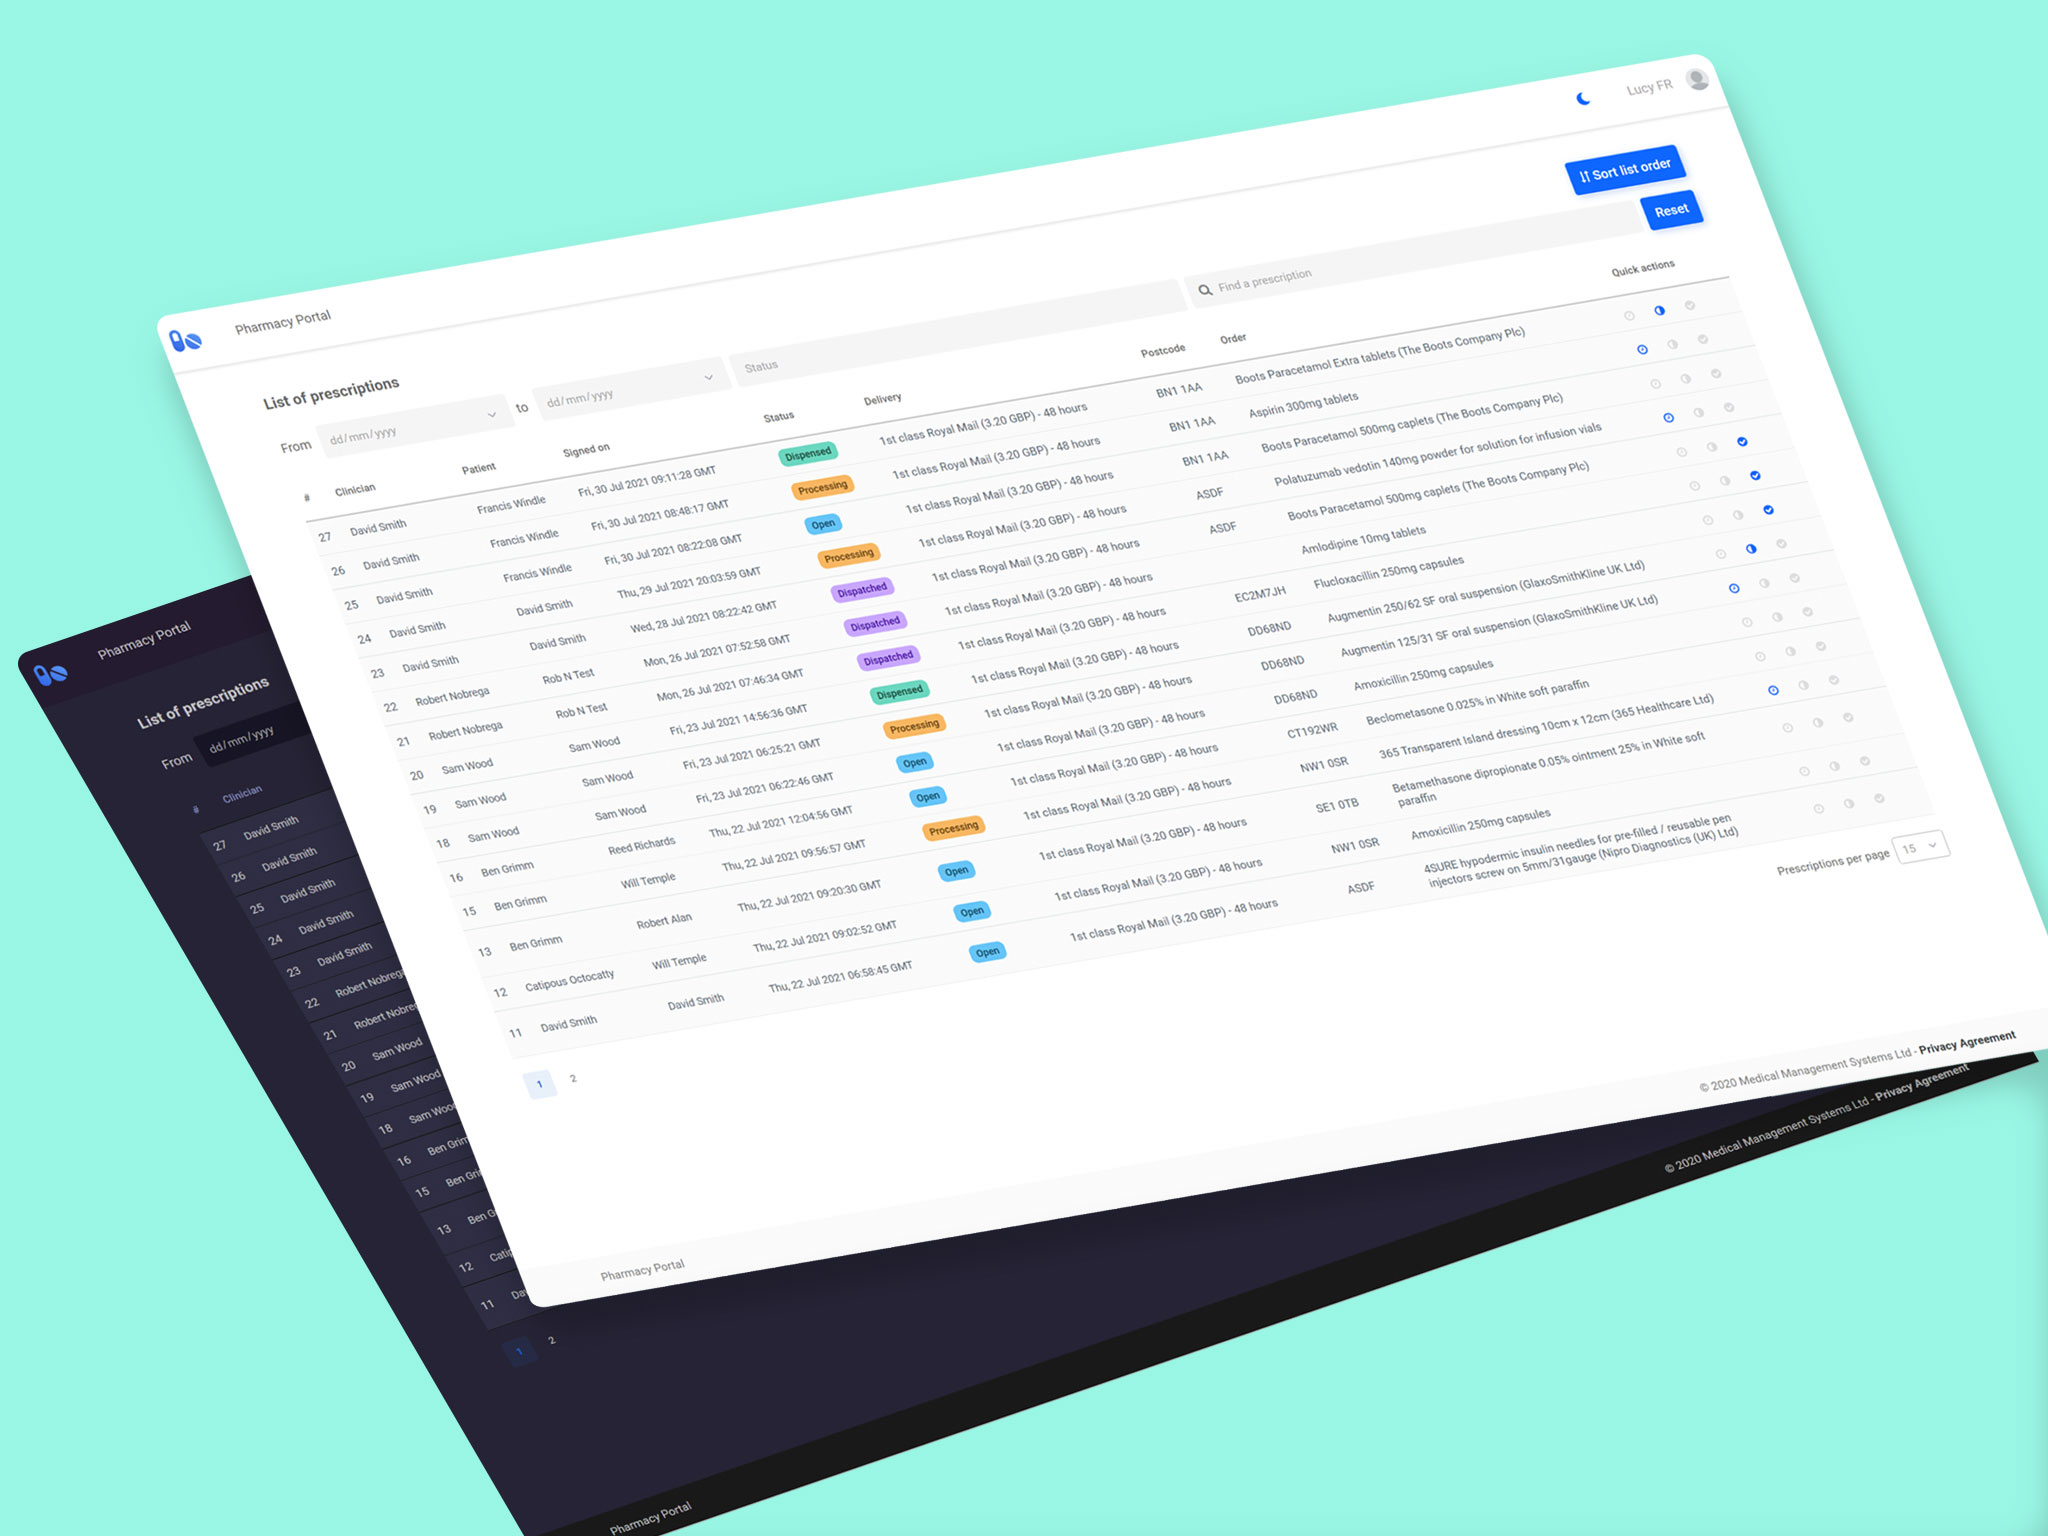 Pharmacy Portal
Lucy FR
Sort list order
List of prescriptions
From dd/mm/yyyy to dd/mm/yyyy Status Find a prescription Reset
# Clinician Patient Signed on Status Delivery Postcode Order Quick actions
27 David Smith Francis Windle Fri, 30 Jul 2021 09:11:28 GMT Dispensed 1st class Royal Mail (3.20 GBP) - 48 hours BN1 1AA Boots Paracetamol Extra tablets (The Boots Company Plc)
26 David Smith Francis Windle Fri, 30 Jul 2021 08:48:17 GMT Processing 1st class Royal Mail (3.20 GBP) - 48 hours BN1 1AA Aspirin 300mg tablets
25 David Smith Francis Windle Fri, 30 Jul 2021 08:22:08 GMT Open 1st class Royal Mail (3.20 GBP) - 48 hours BN1 1AA Boots Paracetamol 500mg caplets (The Boots Company Plc)
24 David Smith David Smith Thu, 29 Jul 2021 20:03:59 GMT Processing 1st class Royal Mail (3.20 GBP) - 48 hours ASDF Polatuzumab vedotin 140mg powder for solution for infusion vials
23 David Smith David Smith Wed, 28 Jul 2021 08:22:42 GMT Dispatched 1st class Royal Mail (3.20 GBP) - 48 hours ASDF Boots Paracetamol 500mg caplets (The Boots Company Plc)
22 Robert Nobrega Rob N Test Mon, 26 Jul 2021 07:52:58 GMT Dispatched 1st class Royal Mail (3.20 GBP) - 48 hours Amlodipine 10mg tablets
21 Robert Nobrega Rob N Test Mon, 26 Jul 2021 07:46:34 GMT Dispatched 1st class Royal Mail (3.20 GBP) - 48 hours EC2M7JH Flucloxacillin 250mg capsules
20 Sam Wood Sam Wood Fri, 23 Jul 2021 14:56:36 GMT Dispensed 1st class Royal Mail (3.20 GBP) - 48 hours DD68ND Augmentin 250/62 SF oral suspension (GlaxoSmithKline UK Ltd)
19 Sam Wood Sam Wood Fri, 23 Jul 2021 06:25:21 GMT Processing 1st class Royal Mail (3.20 GBP) - 48 hours DD68ND Augmentin 125/31 SF oral suspension (GlaxoSmithKline UK Ltd)
18 Sam Wood Sam Wood Fri, 23 Jul 2021 06:22:46 GMT Open 1st class Royal Mail (3.20 GBP) - 48 hours DD68ND Amoxicillin 250mg capsules
16 Ben Grimm Reed Richards Thu, 22 Jul 2021 12:04:56 GMT Open 1st class Royal Mail (3.20 GBP) - 48 hours CT192WR Beclometasone 0.025% in White soft paraffin
15 Ben Grimm Will Temple Thu, 22 Jul 2021 09:56:57 GMT Processing 1st class Royal Mail (3.20 GBP) - 48 hours NW1 0SR 365 Transparent Island dressing 10cm x 12cm (365 Healthcare Ltd)
13 Ben Grimm Robert Alan Thu, 22 Jul 2021 09:20:30 GMT Open 1st class Royal Mail (3.20 GBP) - 48 hours SE1 0TB Betamethasone dipropionate 0.05% ointment 25% in White soft
paraffin
12 Catipous Octocatty Will Temple Thu, 22 Jul 2021 09:02:52 GMT Open 1st class Royal Mail (3.20 GBP) - 48 hours NW1 0SR Amoxicillin 250mg capsules
11 David Smith David Smith Thu, 22 Jul 2021 06:58:45 GMT Open 1st class Royal Mail (3.20 GBP) - 48 hours ASDF 4SURE hypodermic insulin needles for pre-filled / reusable pen
injectors screw on 5mm/31gauge (Nipro Diagnostics (UK) Ltd)
1 2
Prescriptions per page 15
Pharmacy Portal
© 2020 Medical Management Systems Ltd - Privacy Agreement
Pharmacy Portal
List of prescriptions
From dd/mm/yyyy
# Clinician
27 David Smith
26 David Smith
25 David Smith
24 David Smith
23 David Smith
22 Robert Nobrega
21 Robert Nobre
20 Sam Wood
19 Sam Wood
18 Sam Woo
16 Ben Grim
15 Ben Gri
13 Ben G
12 Catip
11 Da
1 2
Pharmacy Portal
© 2020 Medical Management Systems Ltd - Privacy Agreement